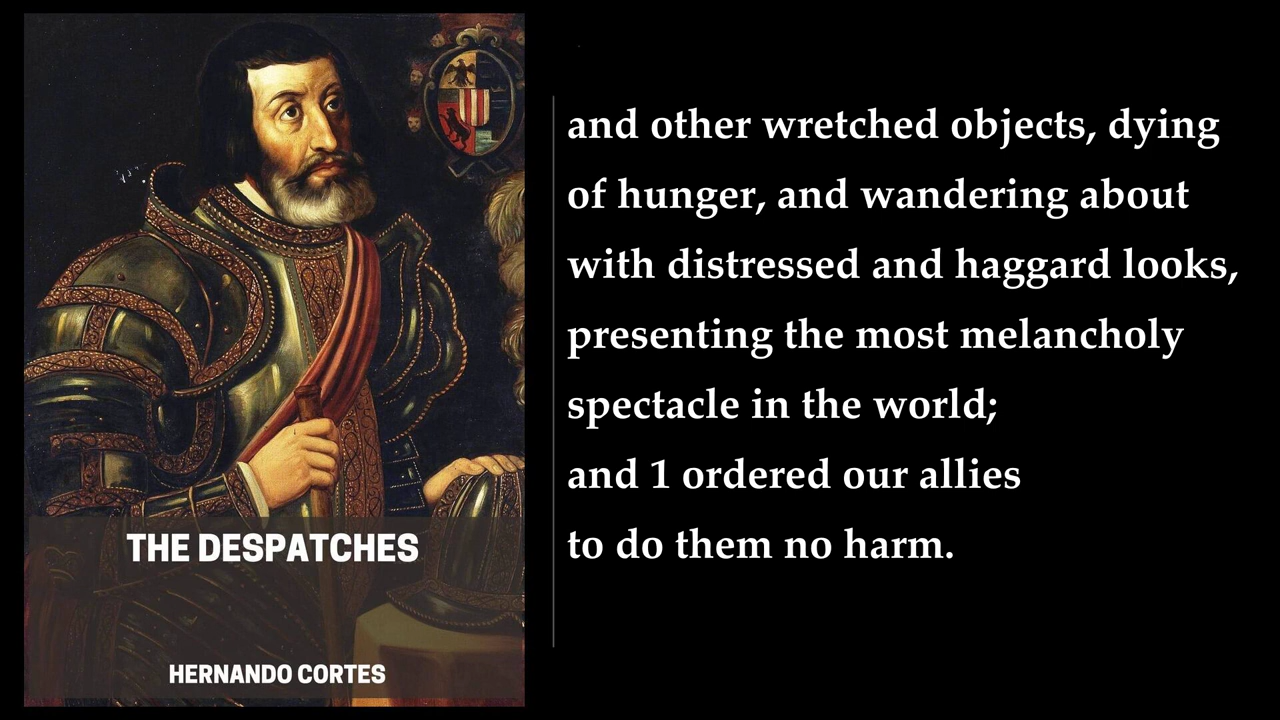 THE DESPATCHES
HERNANDO CORTES
and other wretched objects, dying
of hunger, and wandering about
with distressed and haggard looks,
presenting the most melancholy
spectacle in the world;
and 1 ordered our allies
to do them no harm.